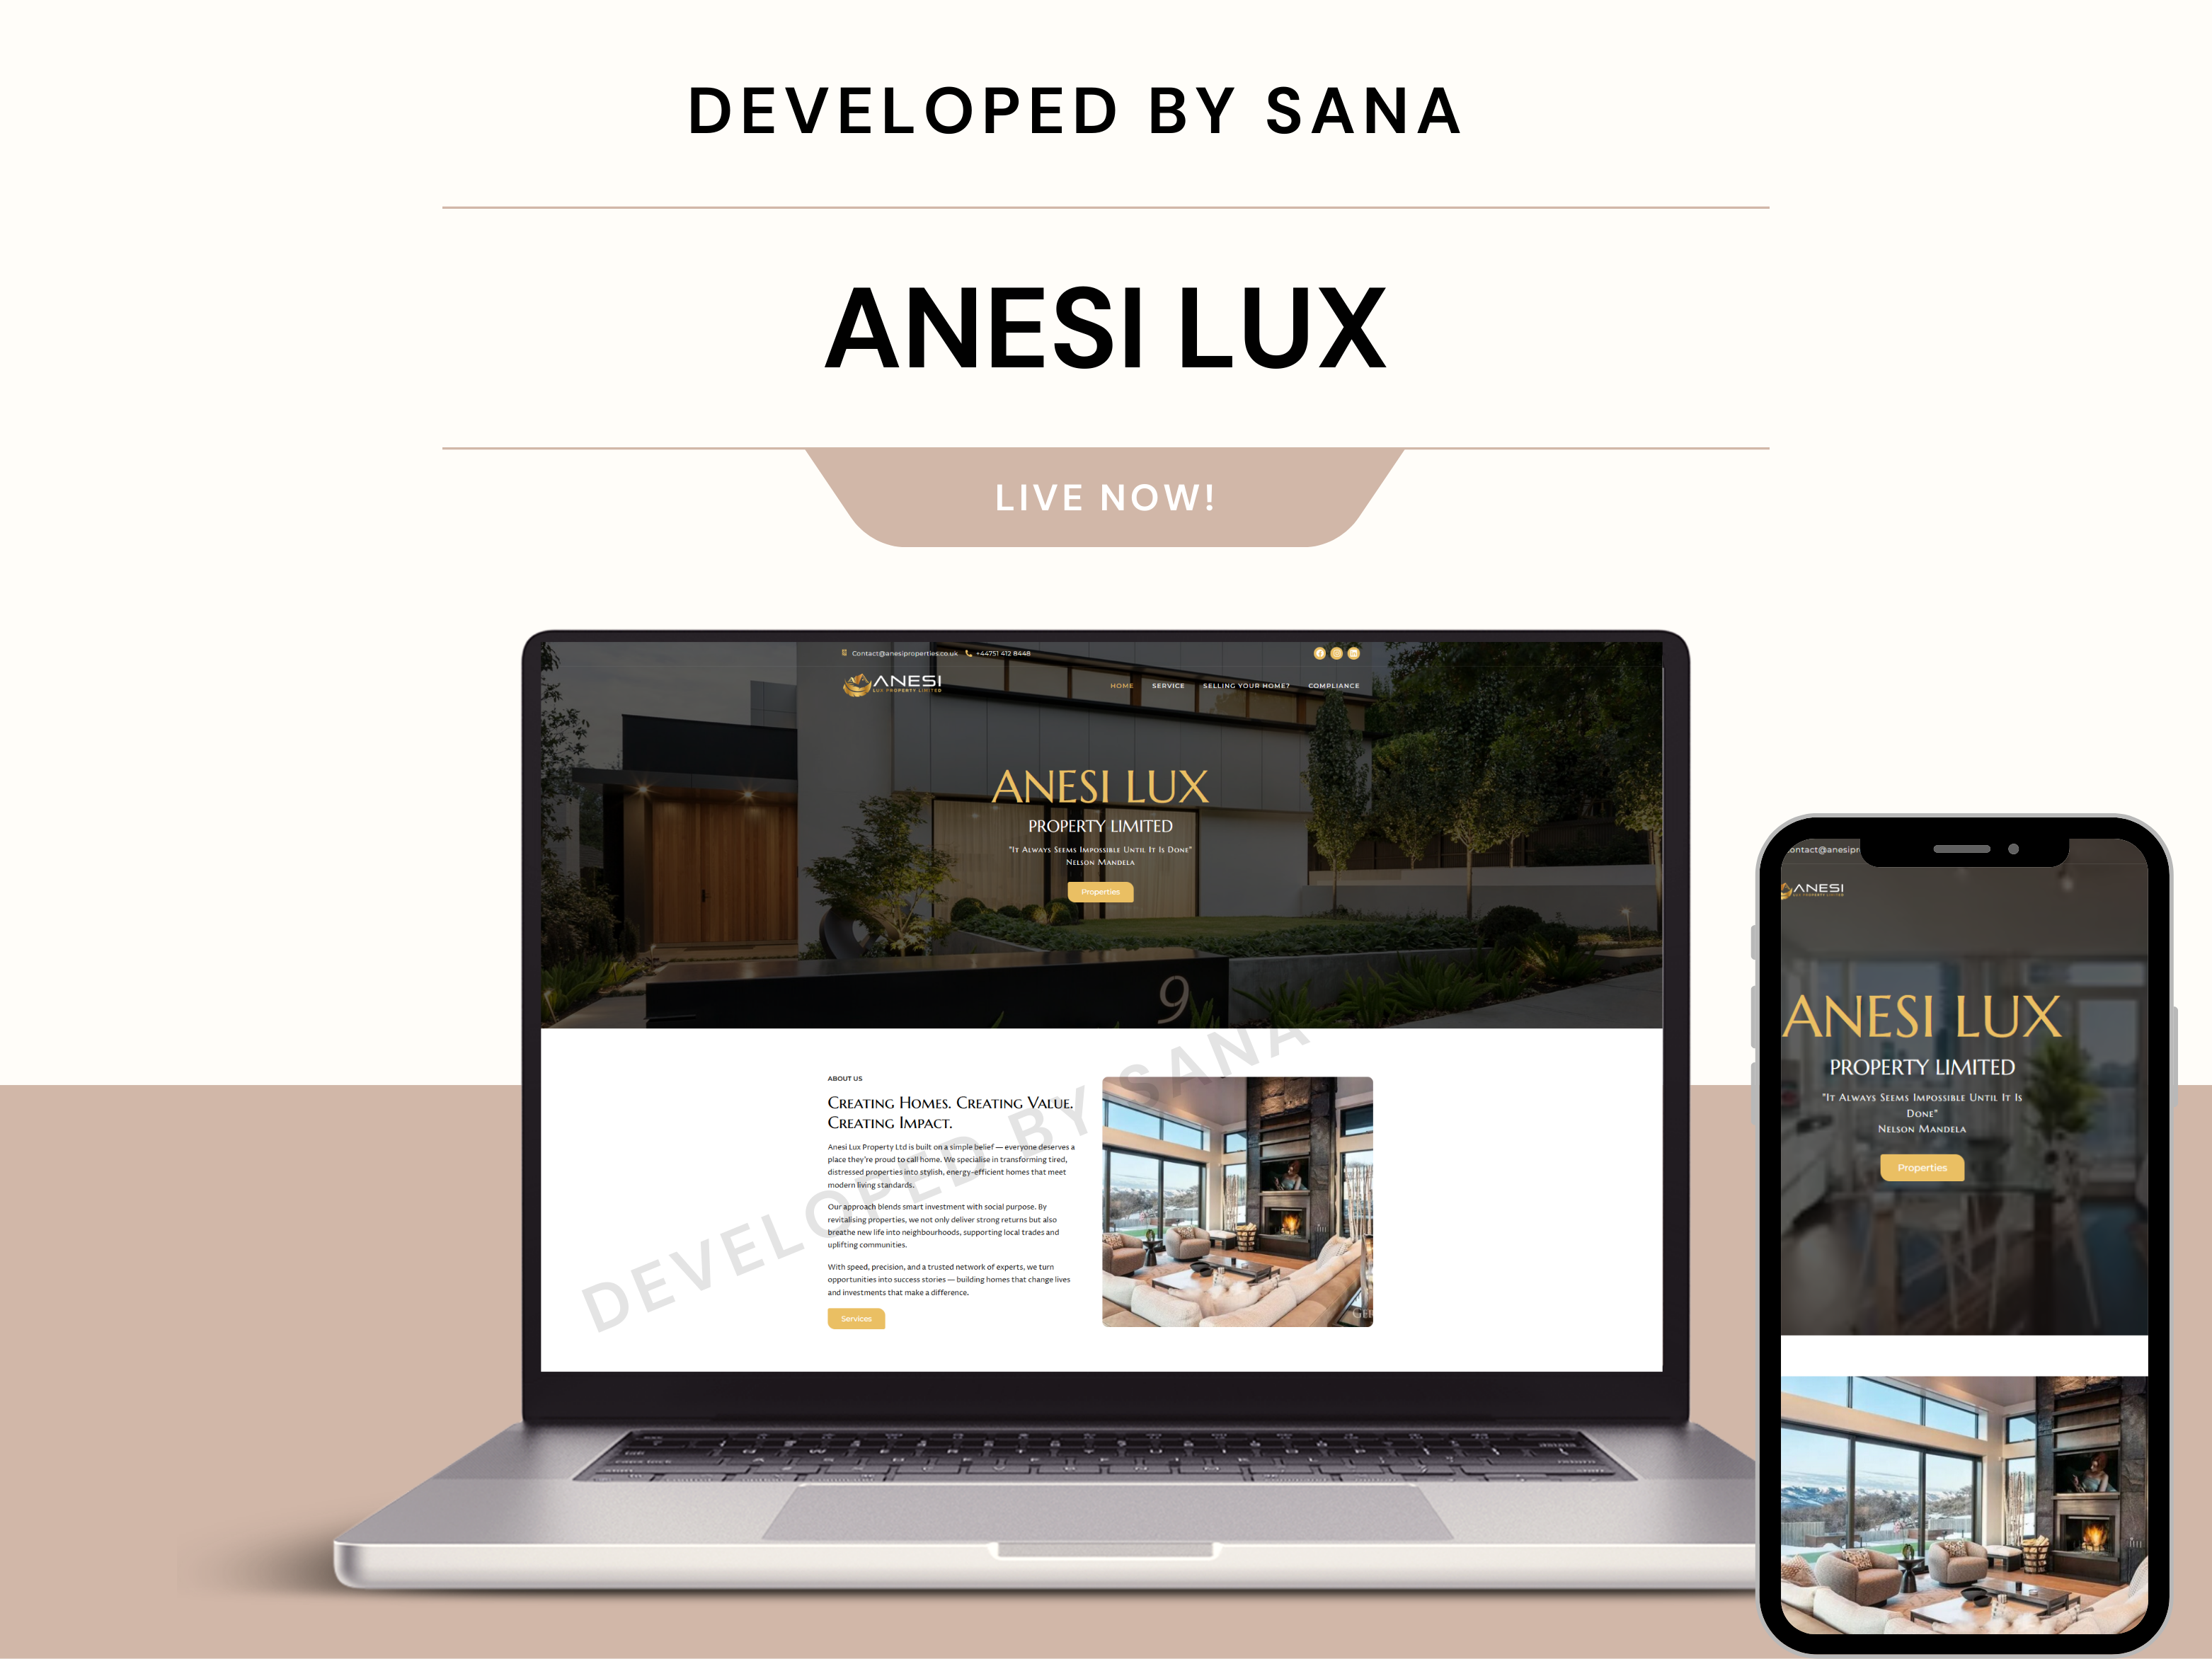 DEVELOPED BY SANA
ANESI LUX
LIVE NOW!
Contact@anesiproperties.co.uk +44751 412 8448
ANESI
LUX PROPERTY LIMITED
HOME SERVICE SELLING YOUR HOME? COMPLIANCE
ANESI LUX
PROPERTY LIMITED
"It Always Seems Impossible Until It Is Done"
Nelson Mandela
Properties
9
ABOUT US
Creating Homes. Creating Value.
Creating Impact.
Anesi Lux Property Ltd is built on a simple belief — everyone deserves a
place they're proud to call home. We specialise in transforming tired,
distressed properties into stylish, energy-efficient homes that meet
modern living standards.
Our approach blends smart investment with social purpose. By
revitalising properties, we not only deliver strong returns but also
breathe new life into neighbourhoods, supporting local trades and
uplifting communities.
With speed, precision, and a trusted network of experts, we turn
opportunities into success stories — building homes that change lives
and investments that make a difference.
Services
DEVELOPED BY SANA
ontact@anesipr
ANESI
LUX PROPERTY LIMITED
ANESI LUX
PROPERTY LIMITED
"It Always Seems Impossible Until It Is
Done"
Nelson Mandela
Properties